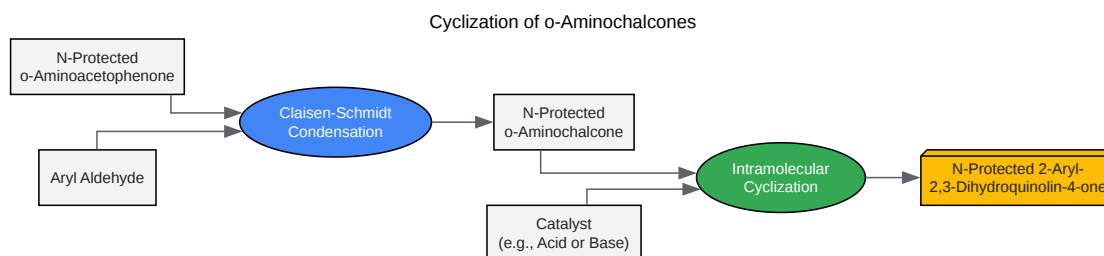 Cyclization of o-Aminochalcones
N-Protected
o-Aminoacetophenone
Aryl Aldehyde
Claisen-Schmidt
Condensation
N-Protected
o-Aminochalcone
Catalyst
(e.g., Acid or Base)
Intramolecular
Cyclization
N-Protected 2-Aryl-
2,3-Dihydroquinolin-4-one